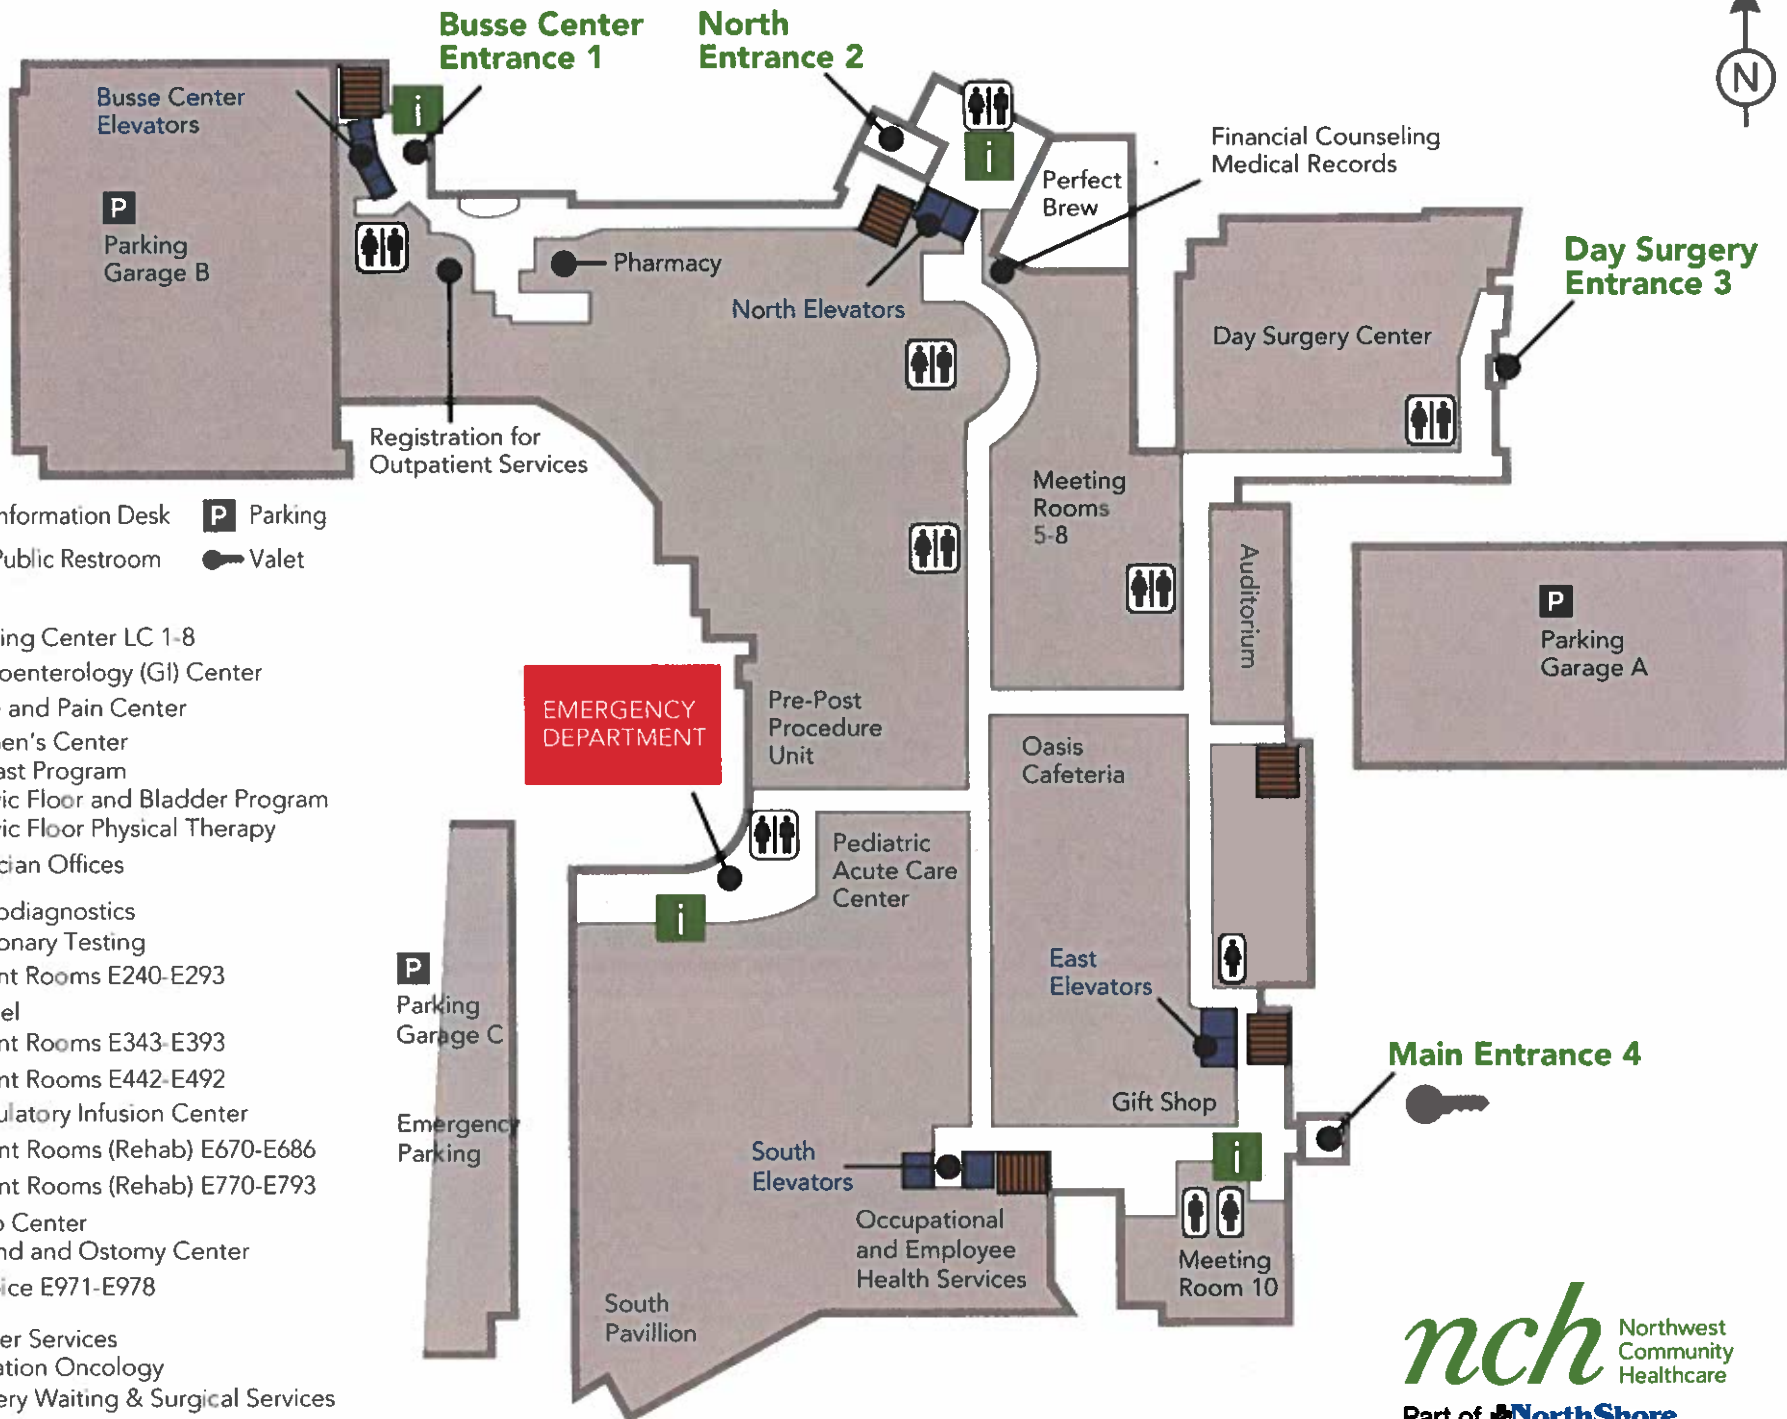 Busse Center
Entrance 1
North
Entrance 2
N
Busse Center
Elevators
i
i
Financial Counseling
Medical Records
Perfect
Brew
P
Parking
Garage B
Pharmacy
North Elevators
Day Surgery
Entrance 3
Day Surgery Center
Registration for
Outpatient Services
Meeting
Rooms
5-8
Information Desk
P Parking
Public Restroom
Valet
Auditorium
P
Parking
Garage A
ing Center LC 1-8
oenterology (GI) Center
and Pain Center
en's Center
ast Program
ic Floor and Bladder Program
ic Floor Physical Therapy
cian Offices
odiagnostics
onary Testing
nt Rooms E240-E293
el
nt Rooms E343-E393
nt Rooms E442-E492
ulatory Infusion Center
nt Rooms (Rehab) E670-E686
nt Rooms (Rehab) E770-E793
o Center
nd and Ostomy Center
ice E971-E978
er Services
ation Oncology
ery Waiting & Surgical Services
EMERGENCY
DEPARTMENT
Pre-Post
Procedure
Unit
Oasis
Cafeteria
Pediatric
Acute Care
Center
i
P
Parking
Garage C
Emergency
Parking
East
Elevators
Main Entrance 4
Gift Shop
i
South
Elevators
Occupational
and Employee
Health Services
Meeting
Room 10
South
Pavillion
nch
Northwest
Community
Healthcare
Part of NorthShore